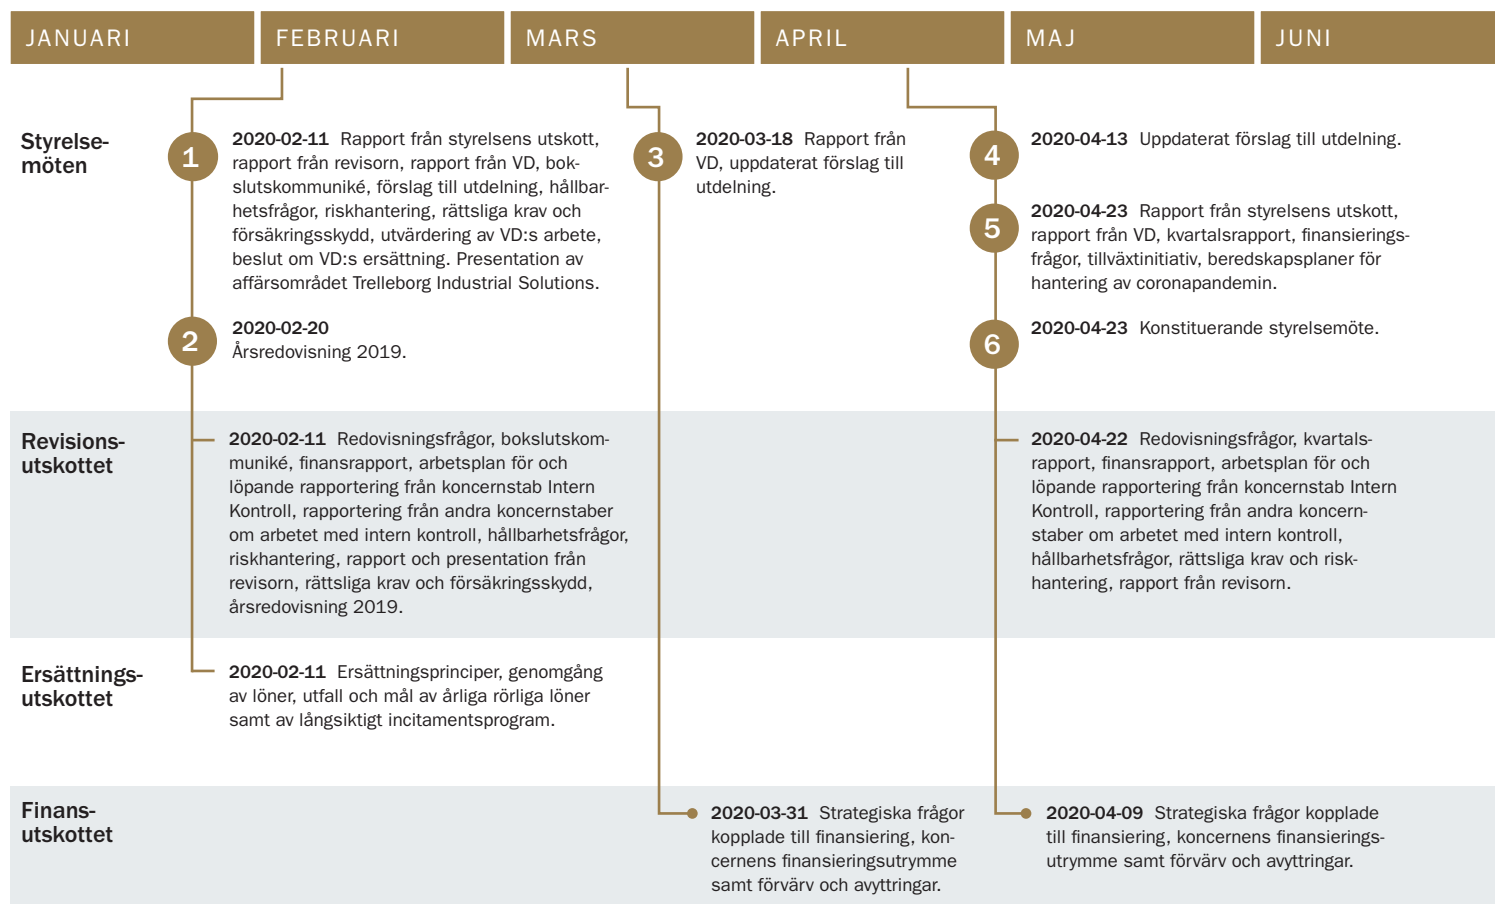 JANUARI
FEBRUARI
MARS
APRIL
MAJ
JUNI
Styrelse-
möten
1
2020-02-11 Rapport från styrelsens utskott,
rapport från revisorn, rapport från VD, bok-
slutskommuniké, förslag till utdelning, hållbar-
hetsfrågor, riskhantering, rättsliga krav och
försäkringsskydd, utvärdering av VD:s arbete,
beslut om VD:s ersättning. Presentation av
affärsområdet Trelleborg Industrial Solutions.
2
2020-02-20
Årsredovisning 2019.
3
2020-03-18 Rapport från
VD, uppdaterat förslag till
utdelning.
4
2020-04-13 Uppdaterat förslag till utdelning.
5
2020-04-23 Rapport från styrelsens utskott,
rapport från VD, kvartalsrapport, finansierings-
frågor, tillväxtinitiativ, beredskapsplaner för
hantering av coronapandemin.
6
2020-04-23 Konstituerande styrelsemöte.
Revisions-
utskottet
2020-02-11 Redovisningsfrågor, bokslutskom-
muniké, finansrapport, arbetsplan för och
löpande rapportering från koncernstab Intern
Kontroll, rapportering från andra koncernstaber
om arbetet med intern kontroll, hållbarhetsfrågor,
riskhantering, rapport och presentation från
revisorn, rättsliga krav och försäkringsskydd,
årsredovisning 2019.
2020-04-22 Redovisningsfrågor, kvartals-
rapport, finansrapport, arbetsplan för och
löpande rapportering från koncernstab Intern
Kontroll, rapportering från andra koncern-
staber om arbetet med intern kontroll,
hållbarhetsfrågor, rättsliga krav och risk-
hantering, rapport från revisorn.
Ersättnings-
utskottet
2020-02-11 Ersättningsprinciper, genomgång
av löner, utfall och mål av årliga rörliga löner
samt av långsiktigt incitamentsprogram.
Finans-
utskottet
2020-03-31 Strategiska frågor
kopplade till finansiering, kon-
cernens finansieringsutrymme
samt förvärv och avyttringar.
2020-04-09 Strategiska frågor kopplade
till finansiering, koncernens finansierings-
utrymme samt förvärv och avyttringar.